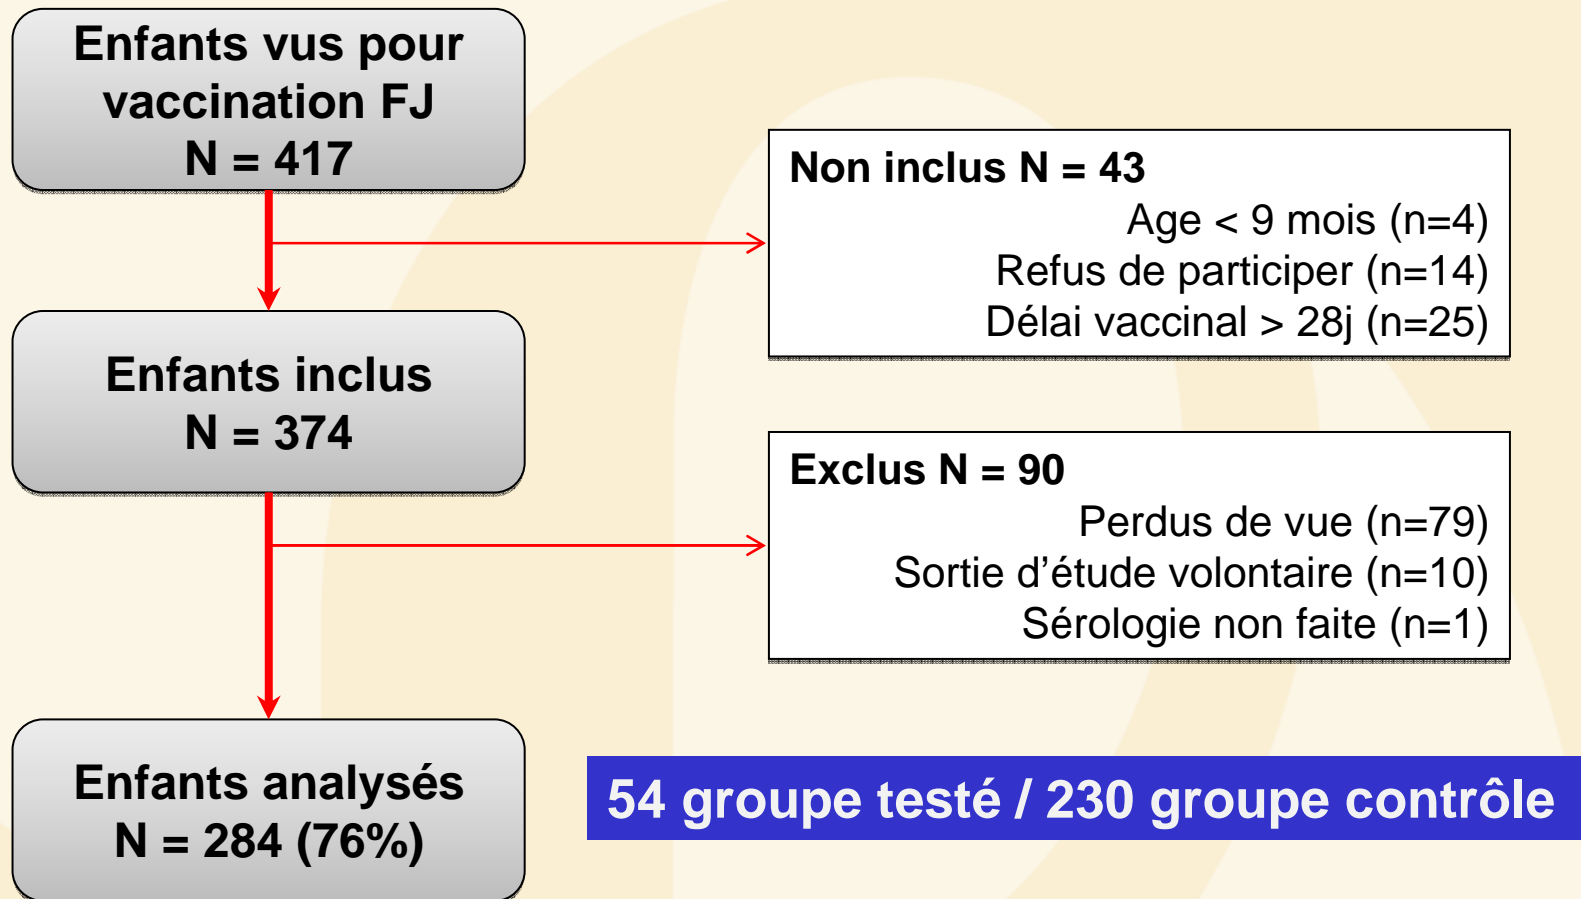 Enfants vus pour
vaccination FJ
N = 417
Non inclus N = 43
Age < 9 mois (n=4)
Refus de participer (n=14)
Délai vaccinal > 28j (n=25)
Enfants inclus
N = 374
Exclus N = 90
Perdus de vue (n=79)
Sortie d’étude volontaire (n=10)
Sérologie non faite (n=1)
Enfants analysés
N = 284 (76%)
54 groupe testé / 230 groupe contrôle